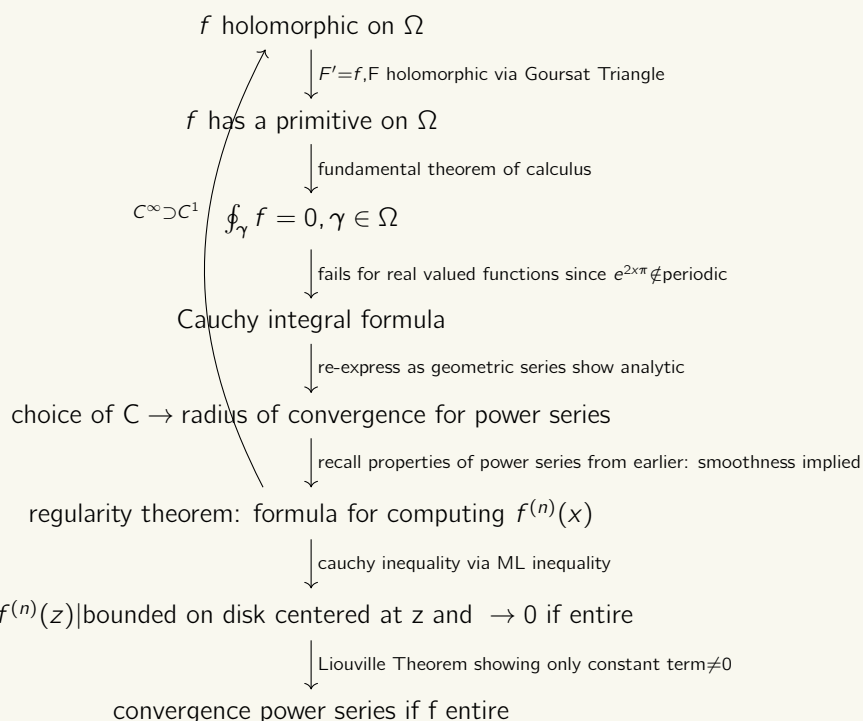 f holomorphic on Ω
F′=f,F holomorphic via Goursat Triangle
f has a primitive on Ω
fundamental theorem of calculus
C^∞⊃C^1
∮_γ f = 0, γ ∈ Ω
fails for real valued functions since e^{2xπ}∉periodic
Cauchy integral formula
re-express as geometric series show analytic
choice of C → radius of convergence for power series
recall properties of power series from earlier: smoothness implied
regularity theorem: formula for computing f^{(n)}(x)
cauchy inequality via ML inequality
f^{(n)}(z)|bounded on disk centered at z and → 0 if entire
Liouville Theorem showing only constant term≠0
convergence power series if f entire